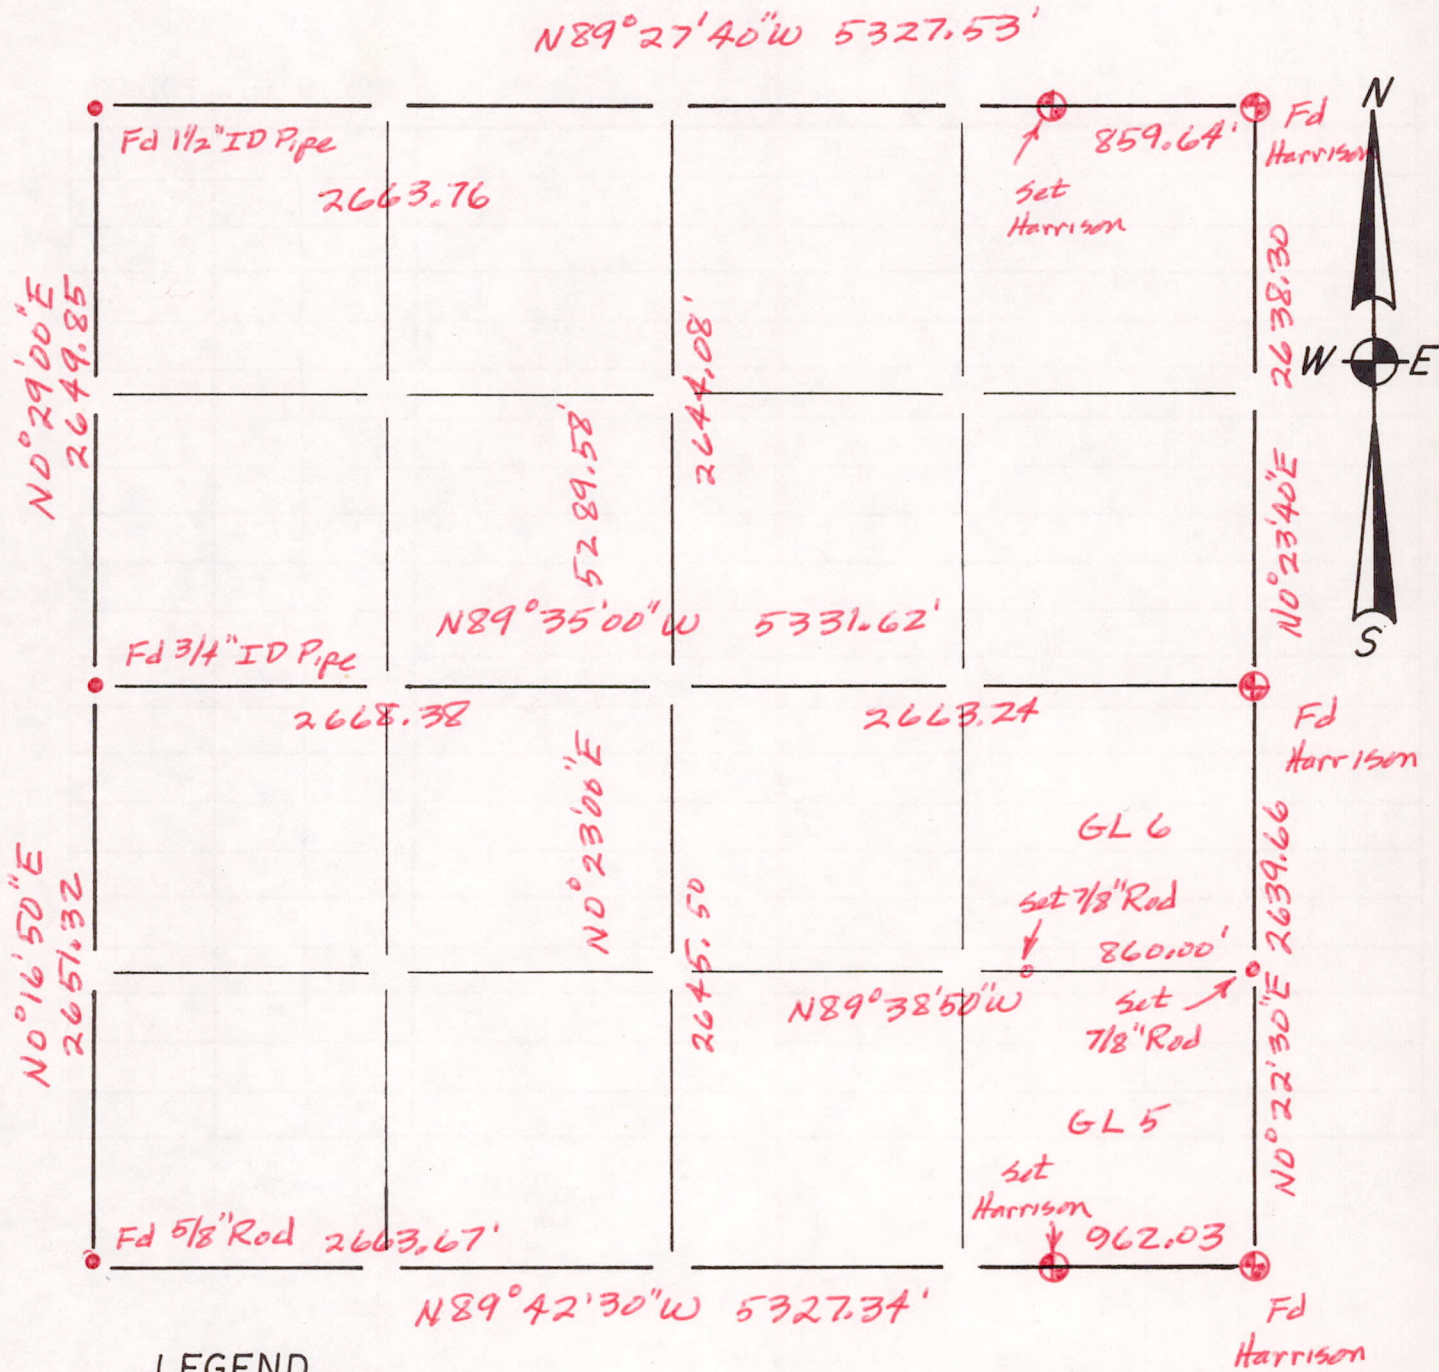 N89°27'40"W 5327.53'
N
Fd 1½" ID Pipe
859.64'
Fd
Harrison
2663.76
Set
Harrison
N0°29'00"E
2649.85
2644.08'
2638.30
W E
5289.58'
N0°23'40"E
N89°35'00"W 5331.62'
S
Fd 3/4" ID Pipe
2668.38
2663.24
Fd
Harrison
N0°23'00"E
GL 6
2639.66
N0°16'50"E
2651.32
2645.50
Set 7/8" Rod
860.00'
N89°38'50"W
Set
7/8" Rod
N0°22'30"E
GL 5
Set
Harrison
Fd 5/8" Rod
2663.67'
962.03
N89°42'30"W 5327.34'
Fd
Harrison
LEGEND